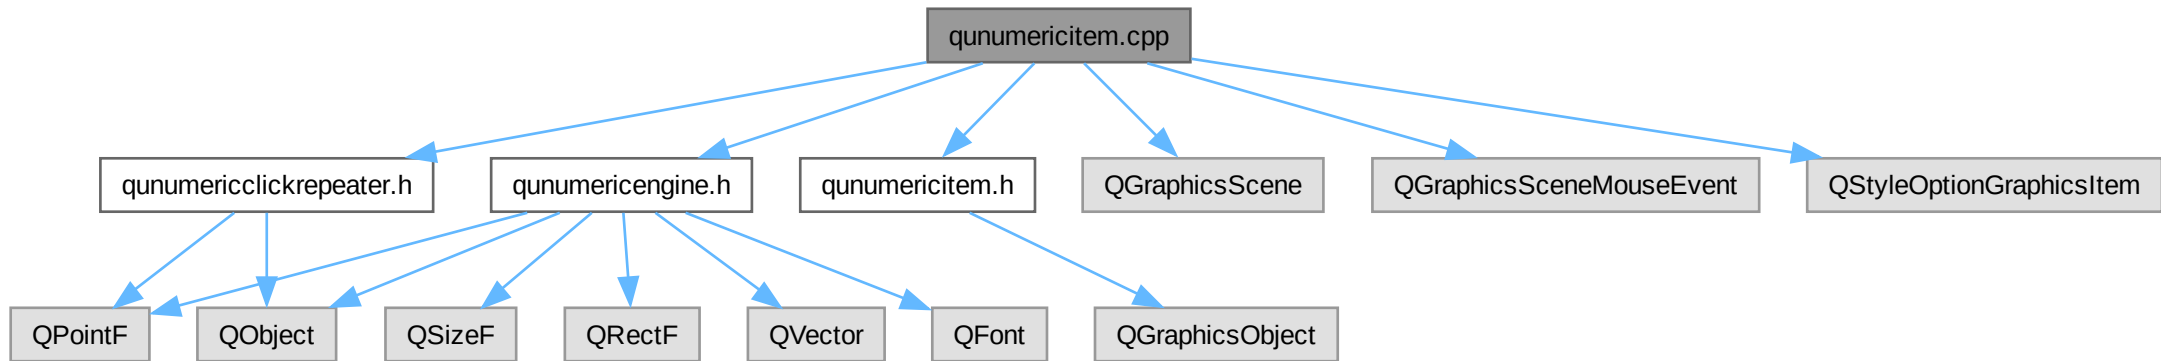 qunumericitem.cpp
qunumericclickrepeater.h
qunumericengine.h
qunumericitem.h
QGraphicsScene
QGraphicsSceneMouseEvent
QStyleOptionGraphicsItem
QPointF
QObject
QSizeF
QRectF
QVector
QFont
QGraphicsObject